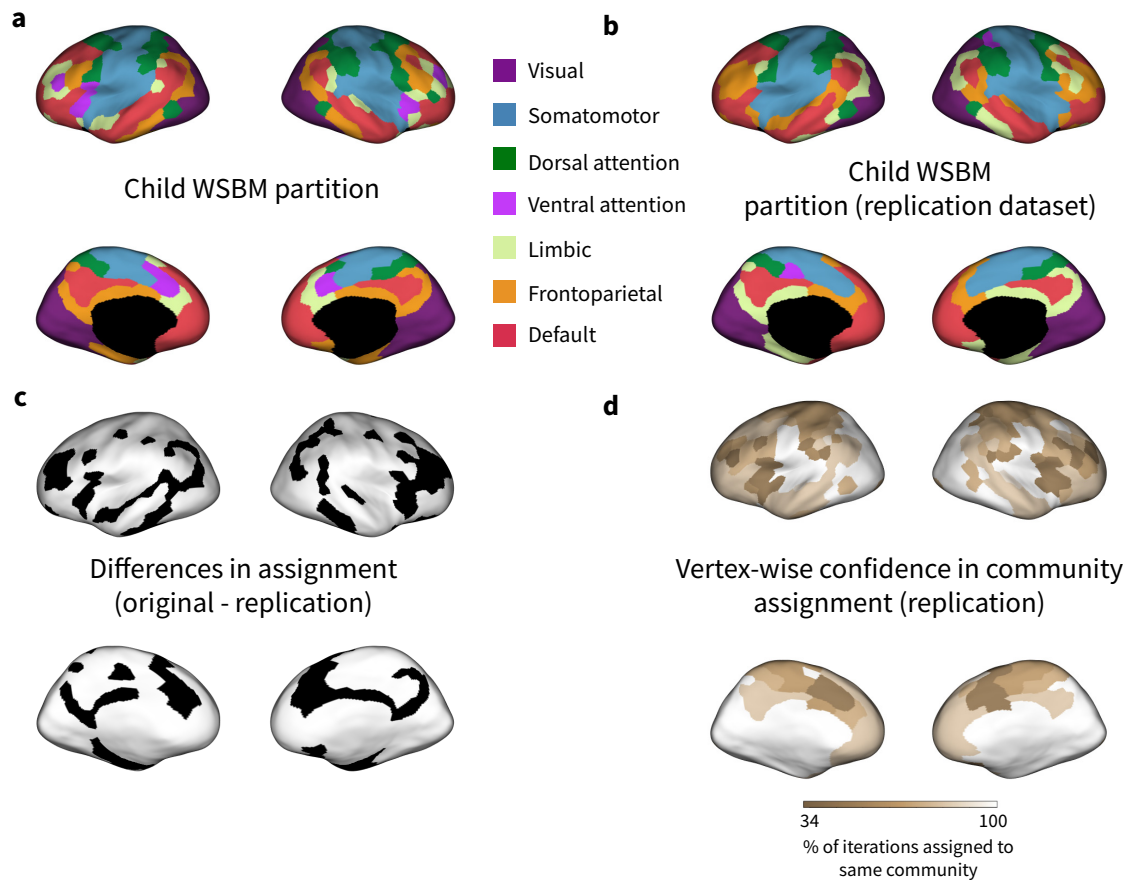 a
b
Visual
Somatomotor
Dorsal attention
Ventral attention
Limbic
Frontoparietal
Default
Child WSBM partition
Child WSBM
partition (replication dataset)
c
d
Differences in assignment
(original - replication)
Vertex-wise confidence in community
assignment (replication)
34
100
% of iterations assigned to
same community